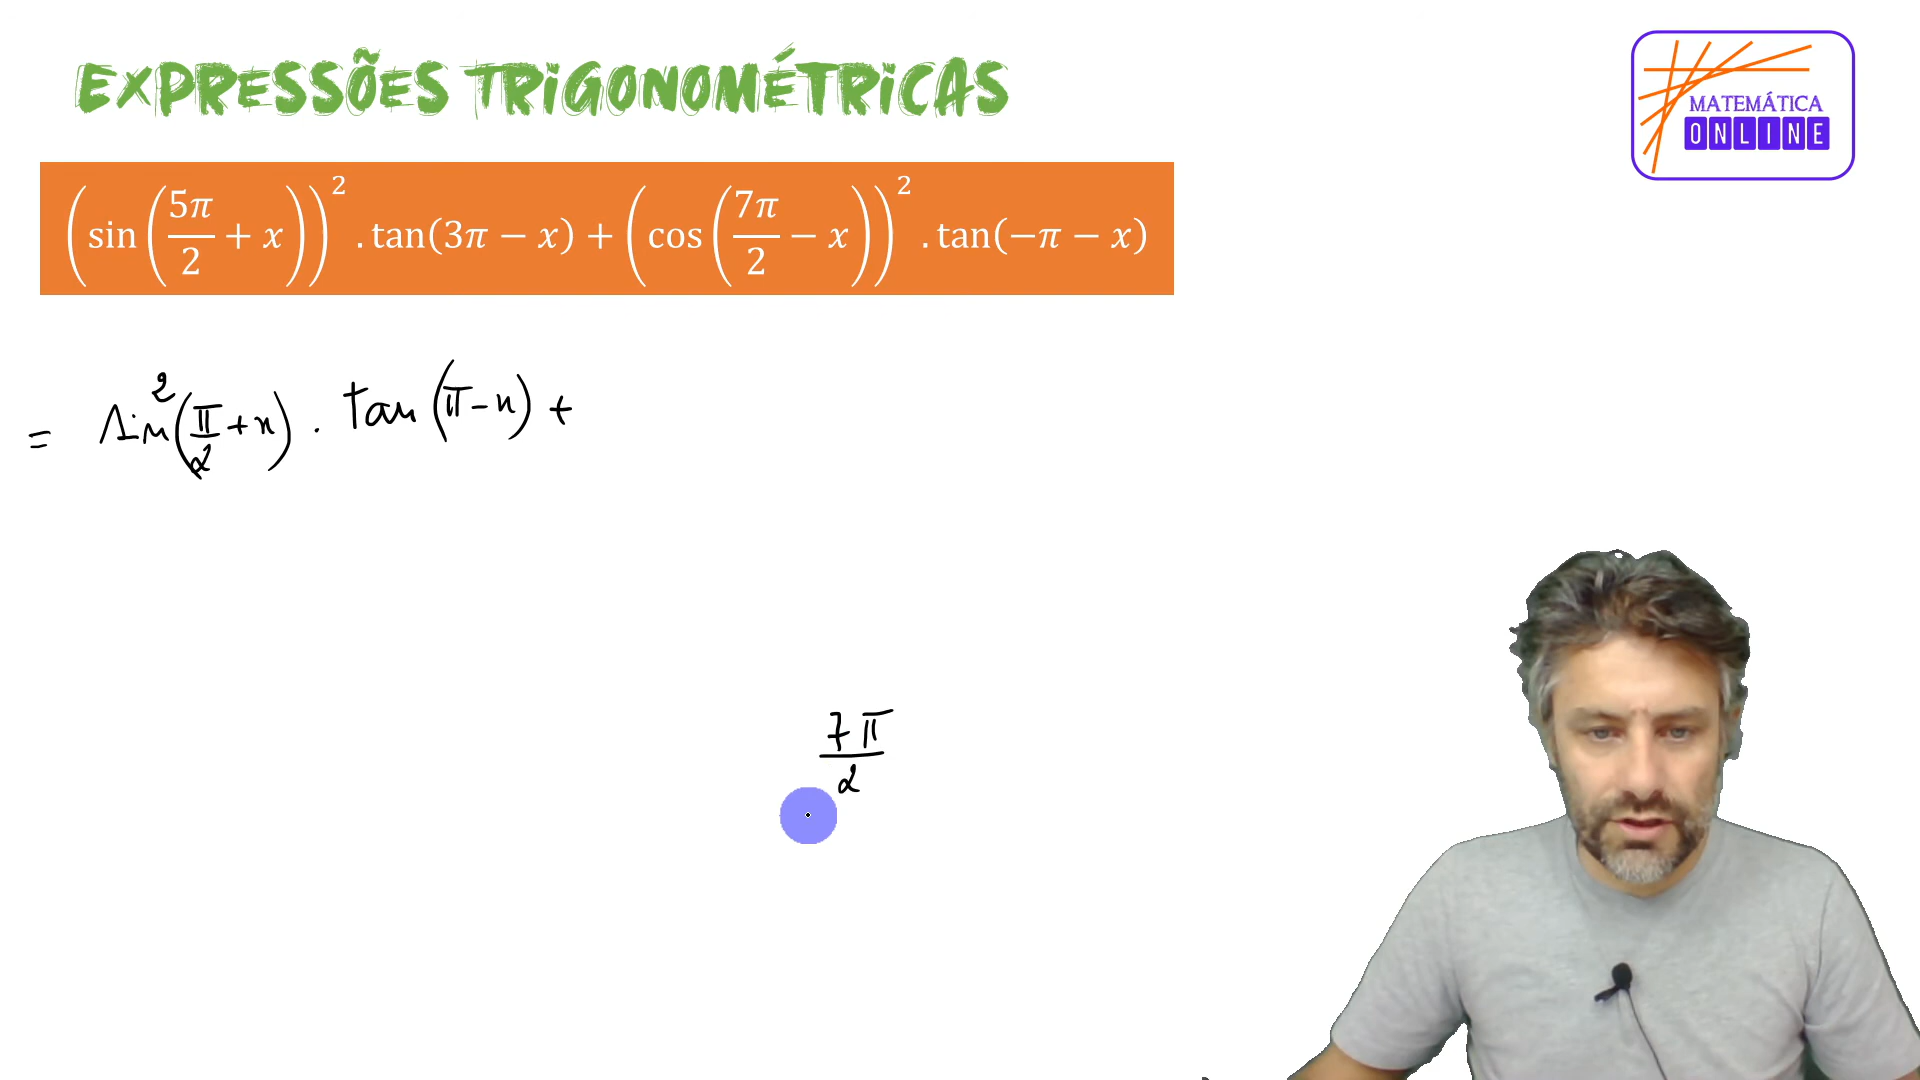 EXPRESSÕES TRIGONOMÉTRICAS
MATEMÁTICA
ONLINE
(sin(5π/2 + x))² . tan(3π − x) + (cos(7π/2 − x))² . tan(−π − x)
= sin²(π/2 + x) . tan(π − x) +
7π/2